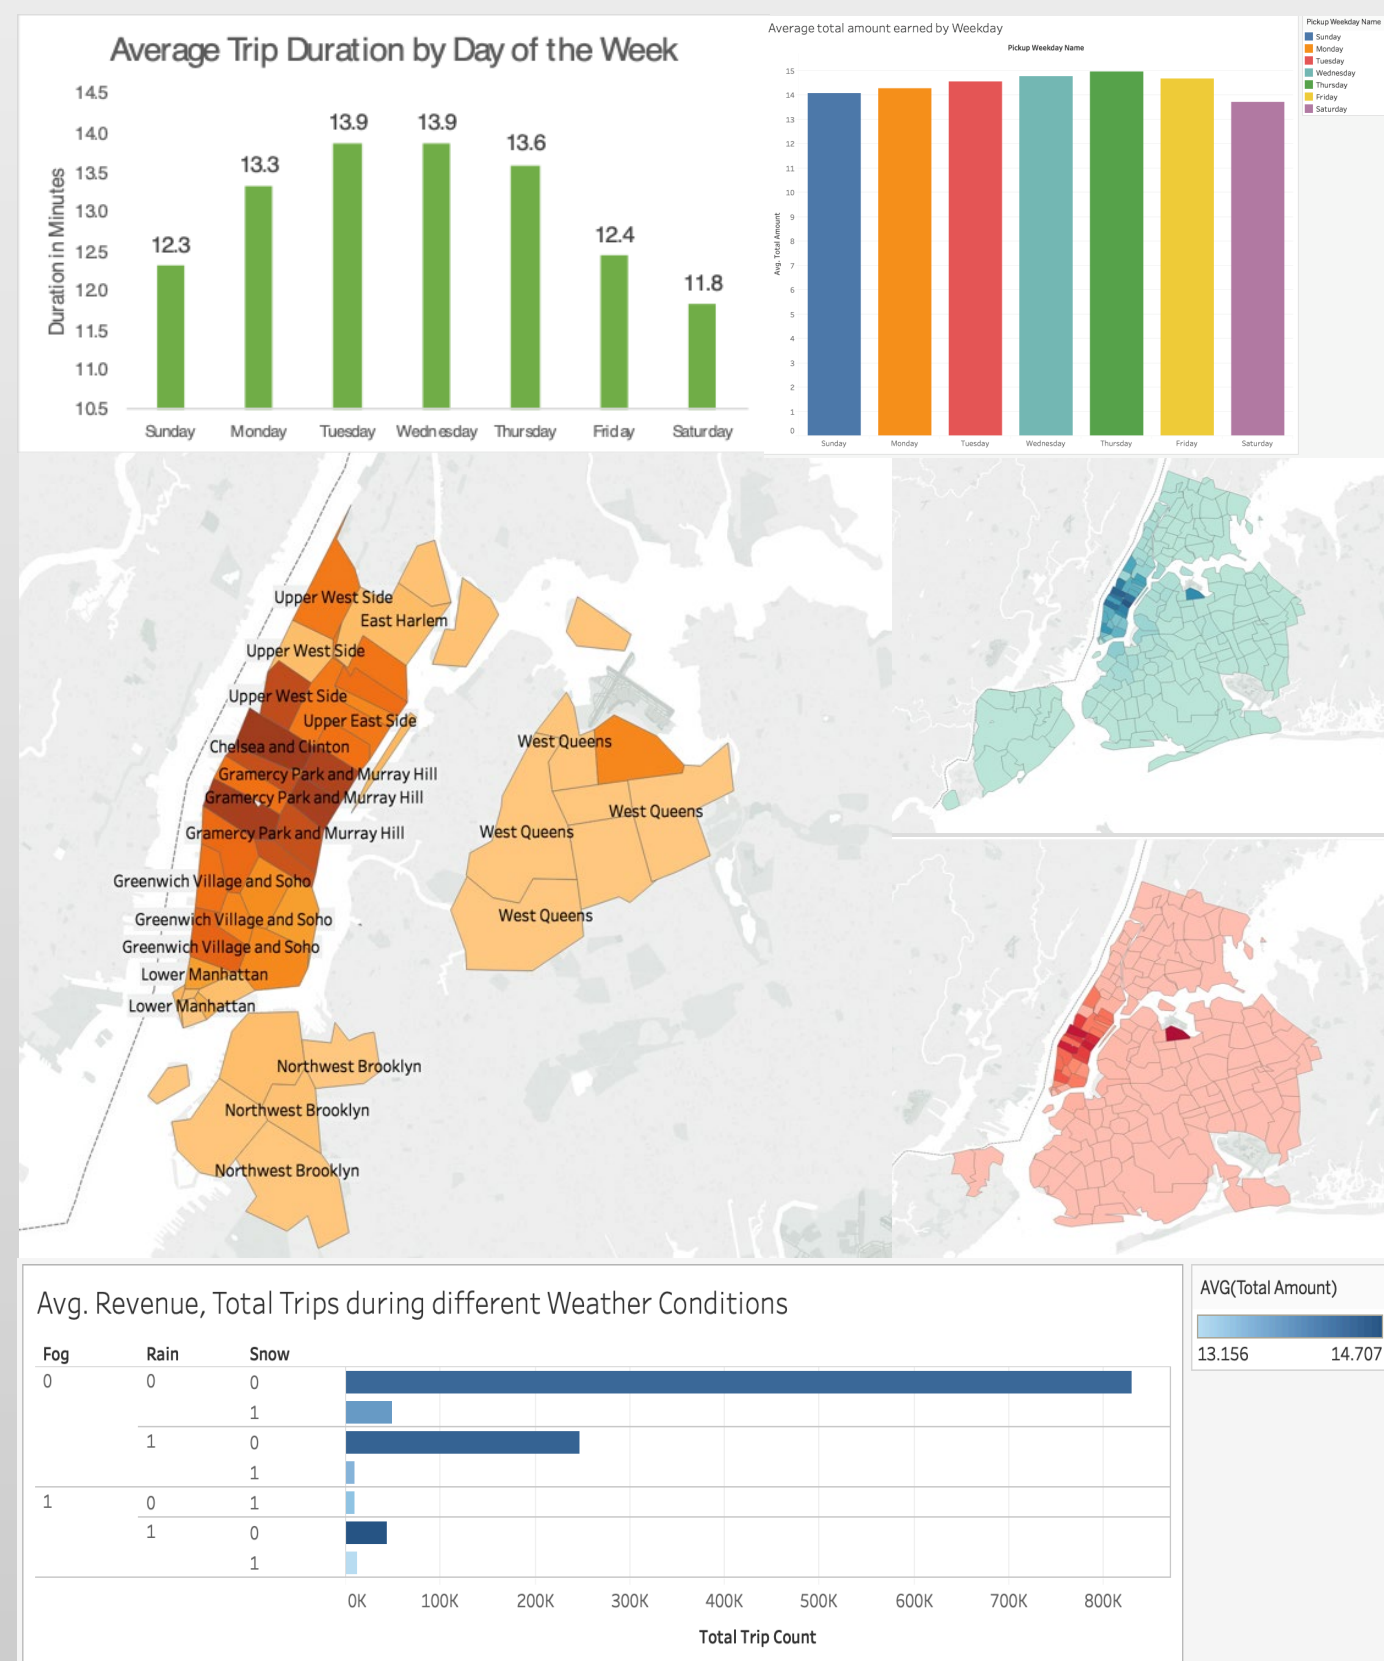 Average Trip Duration by Day of the Week
14.5
14.0
13.5
13.0
12.5
12.0
11.5
11.0
10.5
Duration in Minutes
12.3
13.3
13.9
13.9
13.6
12.4
11.8
Sunday
Monday
Tuesday
Wednesday
Thursday
Friday
Saturday
Average total amount earned by Weekday
Pickup Weekday Name
15
14
13
12
11
10
9
8
7
6
5
4
3
2
1
0
Avg. Total Amount
Sunday
Monday
Tuesday
Wednesday
Thursday
Friday
Saturday
Pickup Weekday Name
Sunday
Monday
Tuesday
Wednesday
Thursday
Friday
Saturday
Upper West Side
East Harlem
Upper West Side
Upper West Side
Upper East Side
Chelsea and Clinton
Gramercy Park and Murray Hill
Gramercy Park and Murray Hill
Gramercy Park and Murray Hill
Greenwich Village and Soho
Greenwich Village and Soho
Greenwich Village and Soho
Lower Manhattan
Lower Manhattan
West Queens
West Queens
West Queens
West Queens
Northwest Brooklyn
Northwest Brooklyn
Northwest Brooklyn
Avg. Revenue, Total Trips during different Weather Conditions
Fog Rain Snow
0 0 0
1
1 0
1
1 0 1
1 0
1
0K 100K 200K 300K 400K 500K 600K 700K 800K
Total Trip Count
AVG(Total Amount)
13.156 14.707